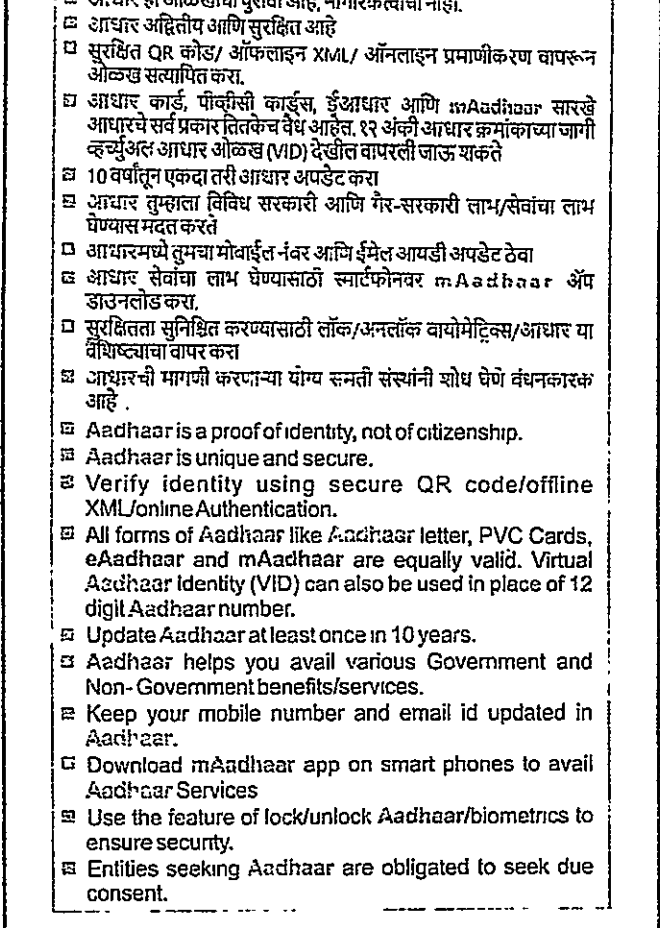 आधार हा ओळखीचा पुरावा आहे, नागरिकत्वाचा नाही.
आधार अद्वितीय आणि सुरक्षित आहे
सुरक्षित QR कोड/ ऑफलाइन XML/ ऑनलाइन प्रमाणीकरण वापरून
ओळख सत्यापित करा.
आधार कार्ड, पीव्हीसी कार्ड्स, ईआधार आणि mAadhaar सारखे
आधारचे सर्व प्रकार तितकेच वैध आहेत. १२ अंकी आधार क्रमांकाच्या जागी
व्हर्च्युअल आधार ओळख (VID) देखील वापरली जाऊ शकते
10 वर्षांतून एकदा तरी आधार अपडेट करा
आधार तुम्हाला विविध सरकारी आणि गैर-सरकारी लाभ/सेवांचा लाभ
घेण्यास मदत करते
आधारमध्ये तुमचा मोबाईल नंबर आणि ईमेल आयडी अपडेट ठेवा
आधार सेवांचा लाभ घेण्यासाठी स्मार्टफोनवर mAadhaar ॲप
डाउनलोड करा.
सुरक्षितता सुनिश्चित करण्यासाठी लॉक/अनलॉक बायोमेट्रिक्स/आधार या
वैशिष्ट्याचा वापर करा
आधारची मागणी करणाऱ्या योग्य संमती संस्थांनी शोध घेणे बंधनकारक
आहे .
Aadhaar is a proof of identity, not of citizenship.
Aadhaar is unique and secure.
Verify identity using secure QR code/offline
XML/online Authentication.
All forms of Aadhaar like Aadhaar letter, PVC Cards,
eAadhaar and mAadhaar are equally valid. Virtual
Aadhaar Identity (VID) can also be used in place of 12
digit Aadhaar number.
Update Aadhaar at least once in 10 years.
Aadhaar helps you avail various Government and
Non- Government benefits/services.
Keep your mobile number and email id updated in
Aadhaar.
Download mAadhaar app on smart phones to avail
Aadhaar Services
Use the feature of lock/unlock Aadhaar/biometrics to
ensure security.
Entities seeking Aadhaar are obligated to seek due
consent.